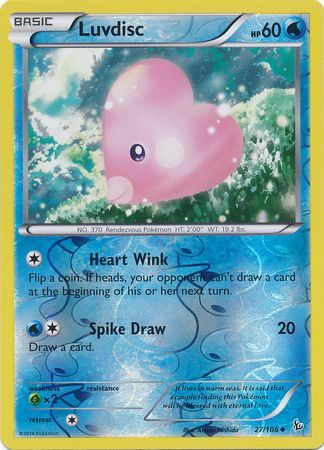 BASIC
Luvdisc
HP60
NO. 370 Rendezvous Pokémon HT: 2'00" WT: 19.2 lbs.
Heart Wink
Flip a coin. If heads, your opponent can't draw a card
at the beginning of his or her next turn.
Spike Draw 20
Draw a card.
weakness resistance
×2
retreat
It lives in warm seas. It is said that
a couple finding this Pokémon
will be blessed with eternal love.
Illus. Nishida
27/106
©2014 Pokémon